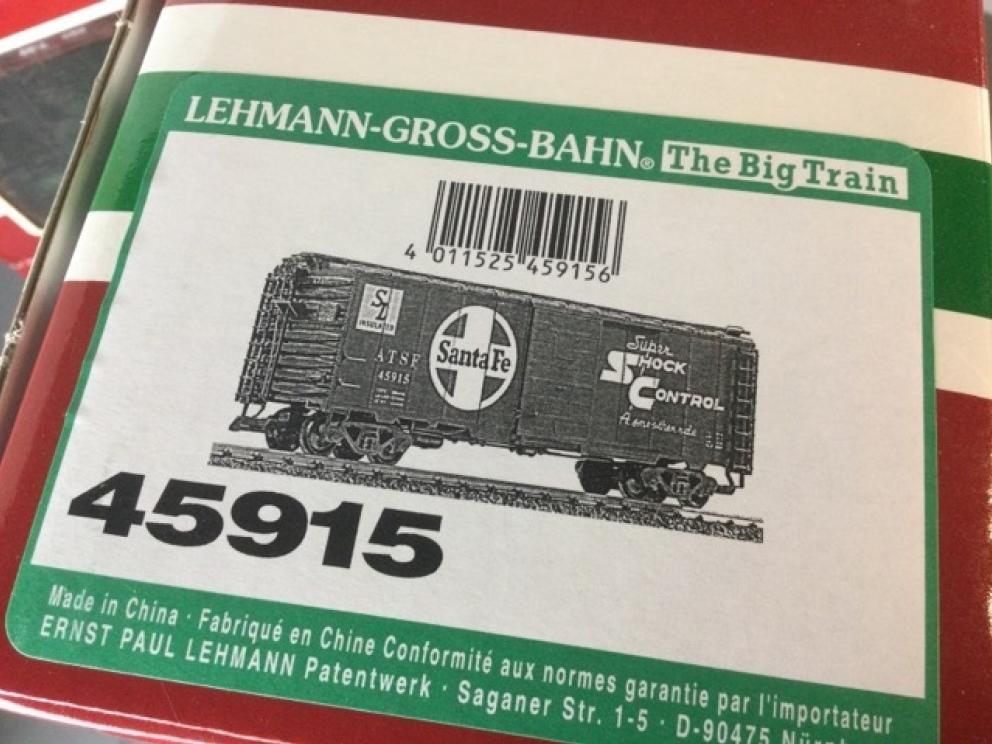 LEHMANN-GROSS-BAHN® The Big Train
4 011525 459156
SL
INSULATED
ATSF
45915
Santa Fe
Super
SHOCK
CONTROL
45915
Made in China · Fabriqué en Chine Conformité aux normes garantie par l'importateur
ERNST PAUL LEHMANN Patentwerk · Saganer Str. 1-5 · D-90475